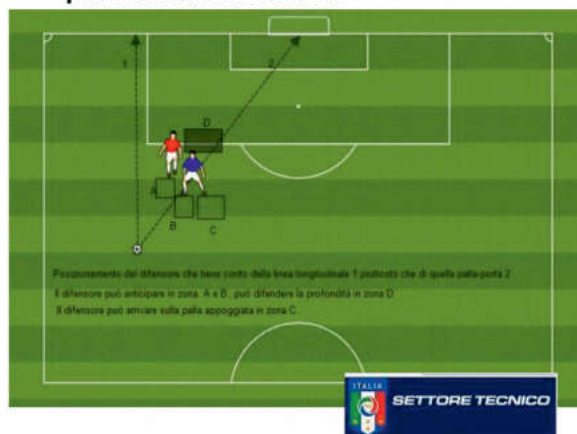 1
2
D
A
B
C
Posizionamento del difensore che tiene conto della linea longitudinale 1 piuttosto che di quella palla-porta 2
Il difensore può anticipare in zona A e B, può difendere la profondità in zona D
Il difensore può arrivare sulla palla appoggiata in zona C
ITALIA
SETTORE TECNICO